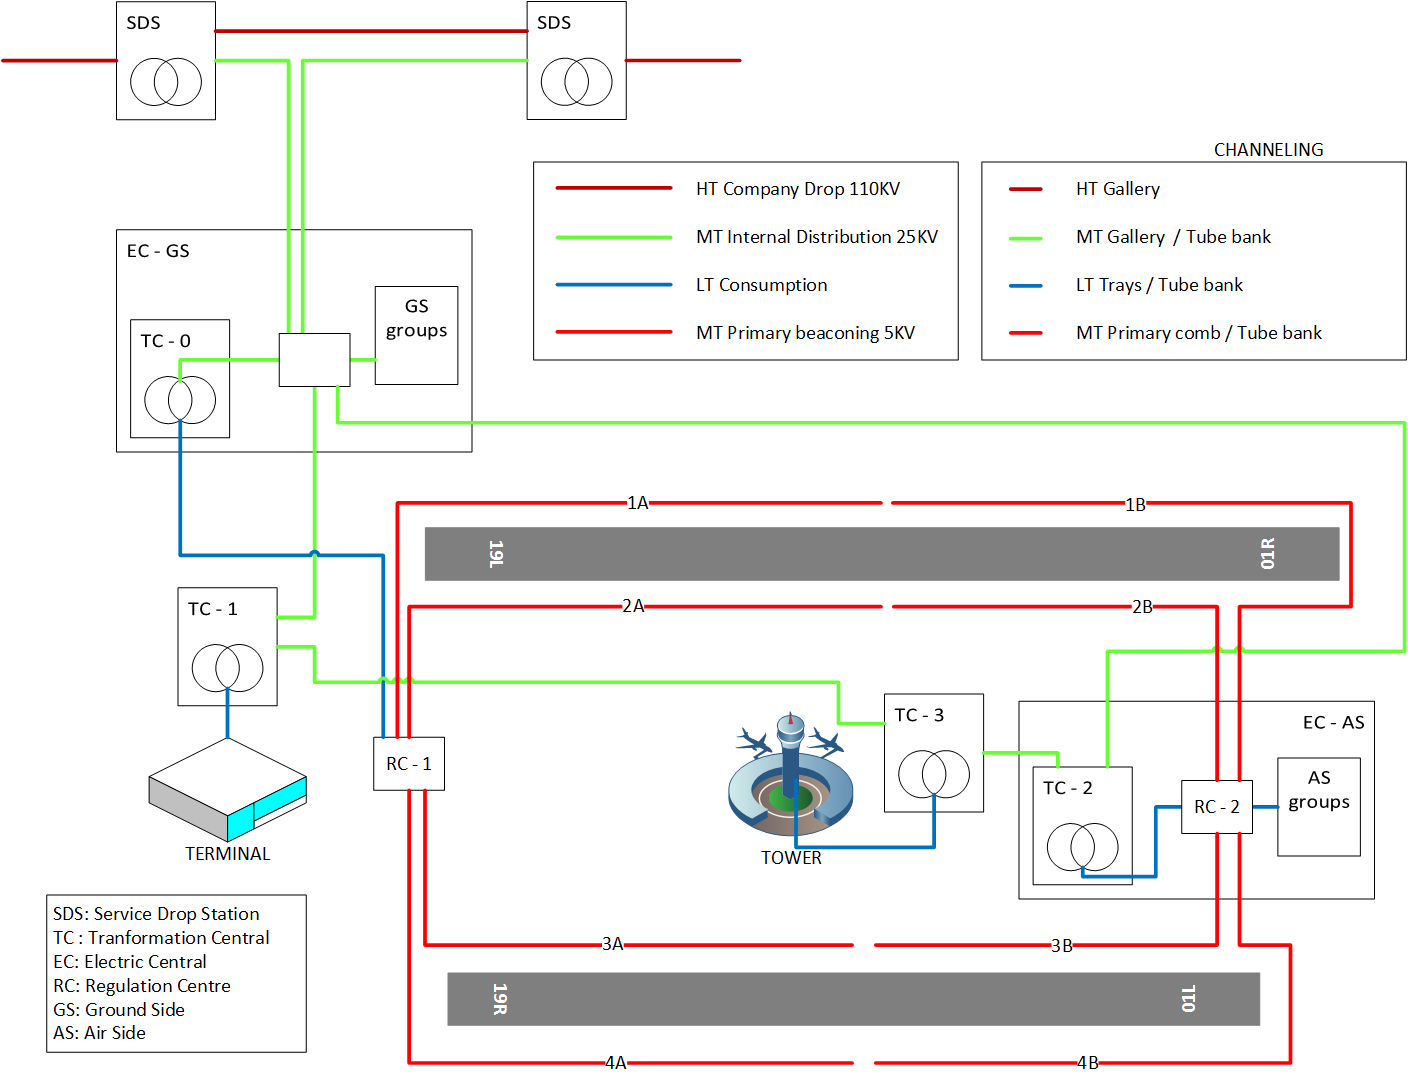 SDS
SDS
CHANNELING
HT Company Drop 110KV
MT Internal Distribution 25KV
LT Consumption
MT Primary beaconing 5KV
HT Gallery
MT Gallery / Tube bank
LT Trays / Tube bank
MT Primary comb / Tube bank
EC - GS
GS
groups
TC - 0
1A
1B
19L
01R
2A
2B
TC - 1
TC - 3
EC - AS
RC - 1
TC - 2
RC - 2
AS
groups
TERMINAL
TOWER
SDS: Service Drop Station
TC : Tranformation Central
EC: Electric Central
RC: Regulation Centre
GS: Ground Side
AS: Air Side
3A
3B
19R
01L
4A
4B